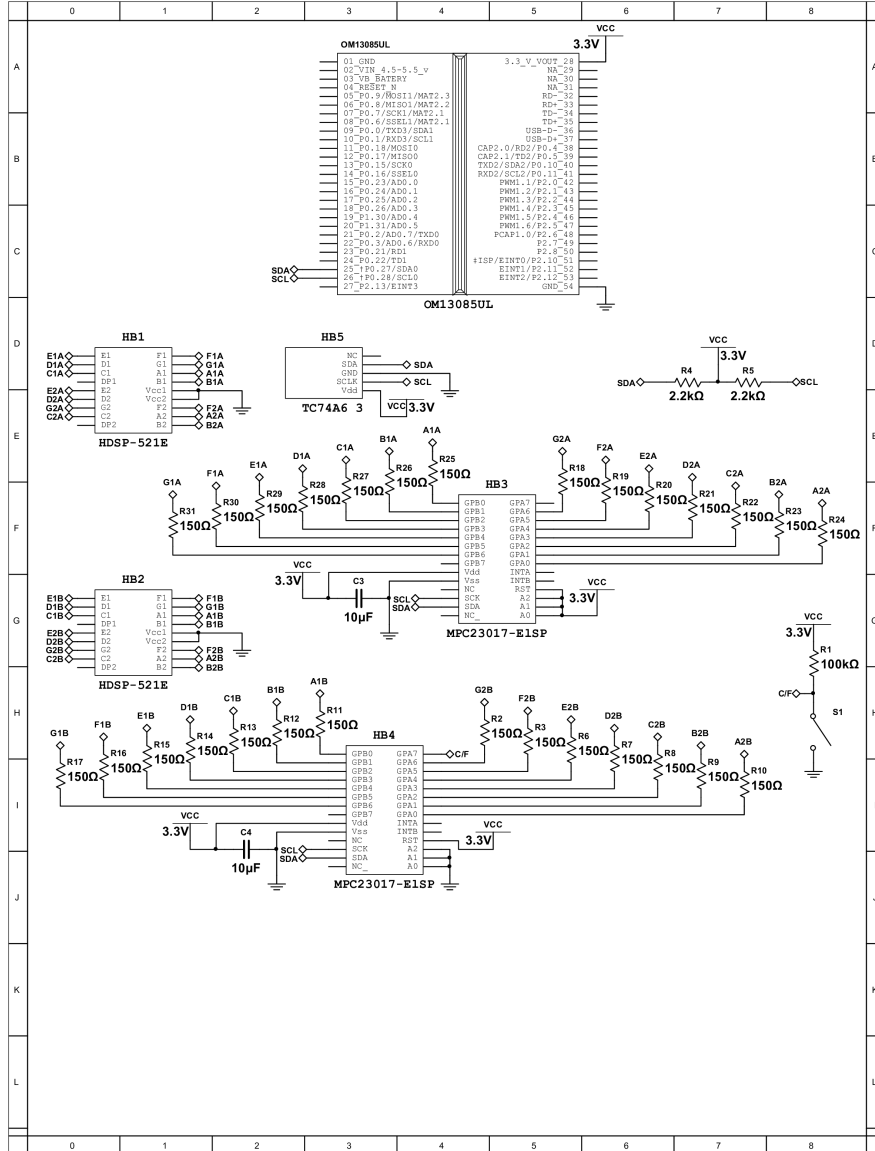 0 1 2 3 4 5 6 7 8
A
B
C
D
E
F
G
H
I
J
K
L
OM13085UL
VCC
3.3V
01_GND
02_VIN_4.5-5.5_v
03_VB_BATERY
04_RESET_N
05_P0.9/MOSI1/MAT2.3
06_P0.8/MISO1/MAT2.2
07_P0.7/SCK1/MAT2.1
08_P0.6/SSEL1/MAT2.1
09_P0.0/TXD3/SDA1
10_P0.1/RXD3/SCL1
11_P0.18/MOSI0
12_P0.17/MISO0
13_P0.15/SCK0
14_P0.16/SSEL0
15_P0.23/AD0.0
16_P0.24/AD0.1
17_P0.25/AD0.2
18_P0.26/AD0.3
19_P1.30/AD0.4
20_P1.31/AD0.5
21_P0.2/AD0.7/TXD0
22_P0.3/AD0.6/RXD0
23_P0.21/RD1
24_P0.22/TD1
25_†P0.27/SDA0
26_†P0.28/SCL0
27_P2.13/EINT3
3.3_V_VOUT_28
NA_29
NA_30
NA_31
RD-_32
RD+_33
TD-_34
TD+_35
USB-D-_36
USB-D+_37
CAP2.0/RD2/P0.4_38
CAP2.1/TD2/P0.5_39
TXD2/SDA2/P0.10_40
RXD2/SCL2/P0.11_41
PWM1.1/P2.0_42
PWM1.2/P2.1_43
PWM1.3/P2.2_44
PWM1.4/P2.3_45
PWM1.5/P2.4_46
PWM1.6/P2.5_47
PCAP1.0/P2.6_48
P2.7_49
P2.8_50
‡ISP/EINT0/P2.10_51
EINT1/P2.11_52
EINT2/P2.12_53
GND_54
SDA
SCL
OM13085UL
HB1
E1A E1 F1 F1A
D1A D1 G1 G1A
C1A C1 A1 A1A
DP1 B1 B1A
E2A E2 Vcc1
D2A D2 Vcc2
G2A G2 F2 F2A
C2A C2 A2 A2A
DP2 B2 B2A
HDSP-521E
HB5
NC
SDA SDA
GND
SCLK SCL
Vdd
TC74A6 3
VCC 3.3V
VCC
3.3V
R4 R5
SDA SCL
2.2kΩ 2.2kΩ
G1A R31 150Ω
F1A R30 150Ω
E1A R29 150Ω
D1A R28 150Ω
C1A R27 150Ω
B1A R26 150Ω
A1A R25 150Ω
G2A R18 150Ω
F2A R19 150Ω
E2A R20 150Ω
D2A R21 150Ω
C2A R22 150Ω
B2A R23 150Ω
A2A R24 150Ω
HB3
GPB0 GPA7
GPB1 GPA6
GPB2 GPA5
GPB3 GPA4
GPB4 GPA3
GPB5 GPA2
GPB6 GPA1
GPB7 GPA0
Vdd INTA
Vss INTB
NC RST
SCL SCK A2
SDA SDA A1
NC_ A0
MPC23017-E1SP
VCC
3.3V
C3
10µF
VCC
3.3V
HB2
E1B E1 F1 F1B
D1B D1 G1 G1B
C1B C1 A1 A1B
DP1 B1 B1B
E2B E2 Vcc1
D2B D2 Vcc2
G2B G2 F2 F2B
C2B C2 A2 A2B
DP2 B2 B2B
HDSP-521E
VCC
3.3V
R1
100kΩ
C/F
S1
G1B R17 150Ω
F1B R16 150Ω
E1B R15 150Ω
D1B R14 150Ω
C1B R13 150Ω
B1B R12 150Ω
A1B R11 150Ω
G2B R2 150Ω
F2B R3 150Ω
E2B R6 150Ω
D2B R7 150Ω
C2B R8 150Ω
B2B R9 150Ω
A2B R10 150Ω
HB4
GPB0 GPA7 C/F
GPB1 GPA6
GPB2 GPA5
GPB3 GPA4
GPB4 GPA3
GPB5 GPA2
GPB6 GPA1
GPB7 GPA0
Vdd INTA
Vss INTB
NC RST
SCL SCK A2
SDA SDA A1
NC_ A0
MPC23017-E1SP
VCC
3.3V
C4
10µF
VCC
3.3V
0 1 2 3 4 5 6 7 8